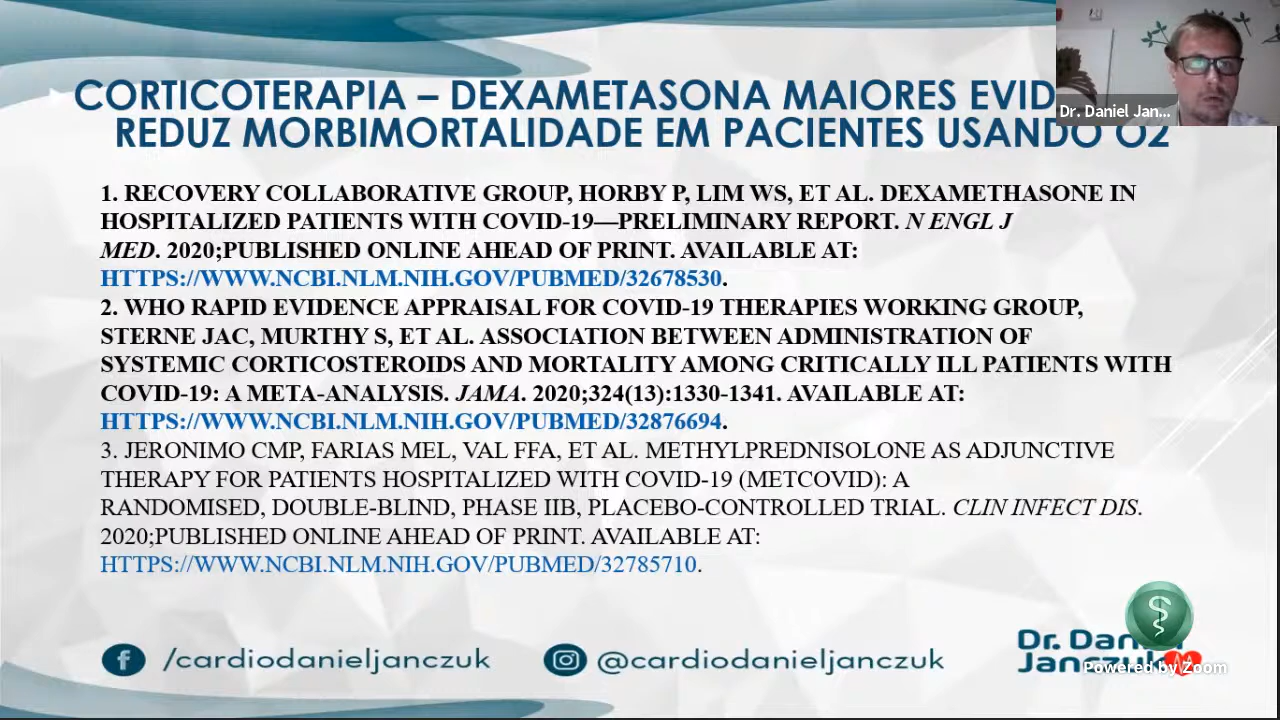 CORTICOTERAPIA – DEXAMETASONA MAIORES
REDUZ MORBIMORTALIDADE EM PACIENTES USANDO O2
Dr. Daniel Jan...
1. RECOVERY COLLABORATIVE GROUP, HORBY P, LIM WS, ET AL. DEXAMETHASONE IN
HOSPITALIZED PATIENTS WITH COVID-19—PRELIMINARY REPORT. N ENGL J
MED. 2020;PUBLISHED ONLINE AHEAD OF PRINT. AVAILABLE AT:
HTTPS://WWW.NCBI.NLM.NIH.GOV/PUBMED/32678530.
2. WHO RAPID EVIDENCE APPRAISAL FOR COVID-19 THERAPIES WORKING GROUP,
STERNE JAC, MURTHY S, ET AL. ASSOCIATION BETWEEN ADMINISTRATION OF
SYSTEMIC CORTICOSTEROIDS AND MORTALITY AMONG CRITICALLY ILL PATIENTS WITH
COVID-19: A META-ANALYSIS. JAMA. 2020;324(13):1330-1341. AVAILABLE AT:
HTTPS://WWW.NCBI.NLM.NIH.GOV/PUBMED/32876694.
3. JERONIMO CMP, FARIAS MEL, VAL FFA, ET AL. METHYLPREDNISOLONE AS ADJUNCTIVE
THERAPY FOR PATIENTS HOSPITALIZED WITH COVID-19 (METCOVID): A
RANDOMISED, DOUBLE-BLIND, PHASE IIB, PLACEBO-CONTROLLED TRIAL. CLIN INFECT DIS.
2020;PUBLISHED ONLINE AHEAD OF PRINT. AVAILABLE AT:
HTTPS://WWW.NCBI.NLM.NIH.GOV/PUBMED/32785710.
/cardiodanieljanczuk
@cardiodanieljanczuk
Dr.
Powered by Zoom